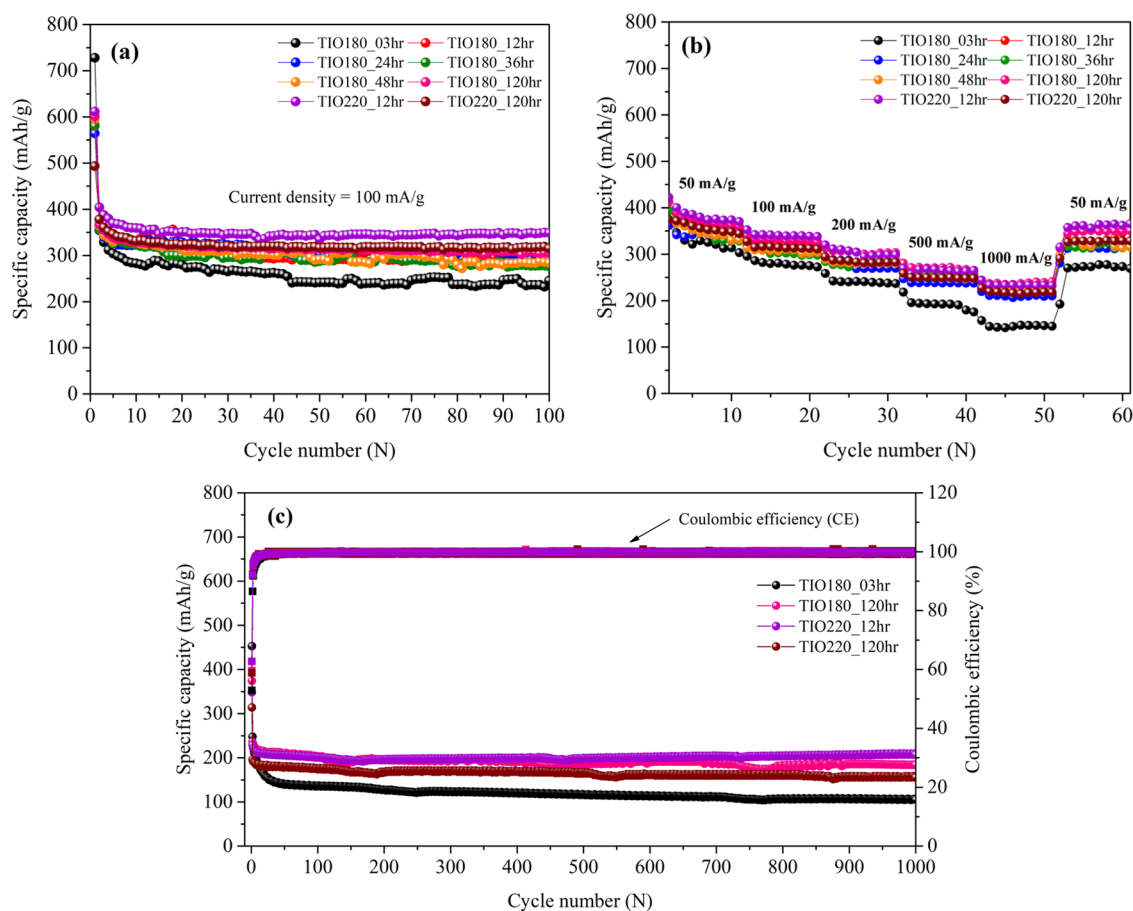 (a)
TIO180_03hr TIO180_12hr
TIO180_24hr TIO180_36hr
TIO180_48hr TIO180_120hr
TIO220_12hr TIO220_120hr
Current density = 100 mA/g
Specific capacity (mAh/g)
800
700
600
500
400
300
200
100
0
0 10 20 30 40 50 60 70 80 90 100
Cycle number (N)
(b)
TIO180_03hr TIO180_12hr
TIO180_24hr TIO180_36hr
TIO180_48hr TIO180_120hr
TIO220_12hr TIO220_120hr
50 mA/g
100 mA/g
200 mA/g
500 mA/g
1000 mA/g
50 mA/g
Specific capacity (mAh/g)
800
700
600
500
400
300
200
100
0
10 20 30 40 50 60
Cycle number (N)
(c)
Coulombic efficiency (CE)
TIO180_03hr
TIO180_120hr
TIO220_12hr
TIO220_120hr
Specific capacity (mAh/g)
800
700
600
500
400
300
200
100
0
0 100 200 300 400 500 600 700 800 900 1000
Cycle number (N)
120
100
80
60
40
20
0
Coulombic efficiency (%)